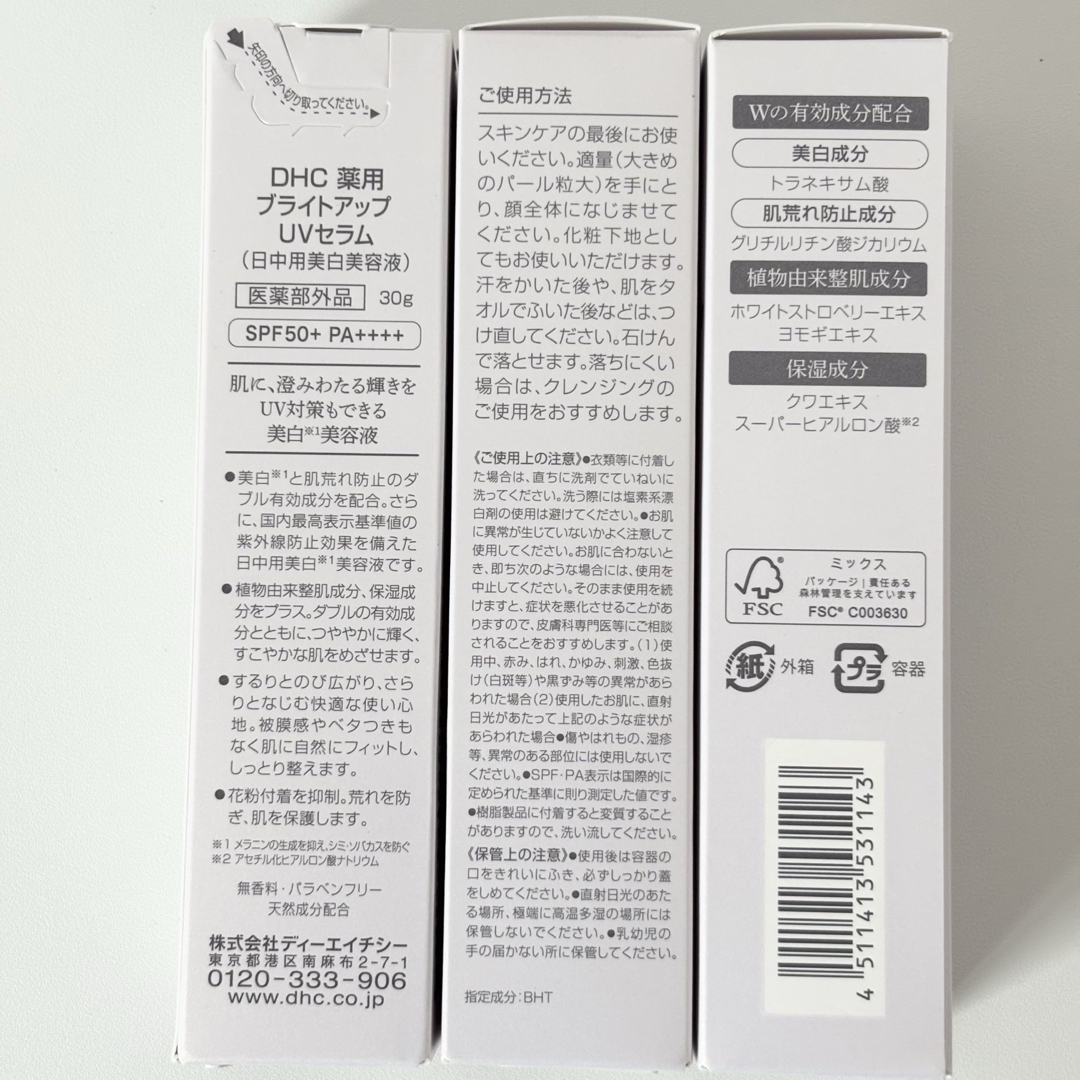 矢印の方向へ切り取ってください。
DHC 薬用
ブライトアップ
UVセラム
(日中用美白美容液)
医薬部外品 30g
SPF50+ PA++++
肌に、澄みわたる輝きを
UV対策もできる
美白※1美容液
●美白※1と肌荒れ防止のダ
ブル有効成分を配合。さら
に、国内最高表示基準値の
紫外線防止効果を備えた
日中用美白※1美容液です。
●植物由来整肌成分、保湿成
分をプラス。ダブルの有効成
分とともに、つややかに輝く、
すこやかな肌をめざせます。
●するりとのび広がり、さら
りとなじむ快適な使い心
地。被膜感やベタつきも
なく肌に自然にフィットし、
しっとり整えます。
●花粉付着を抑制。荒れを防
ぎ、肌を保護します。
※1 メラニンの生成を抑え、シミ・ソバカスを防ぐ
※2 アセチル化ヒアルロン酸ナトリウム
無香料・パラベンフリー
天然成分配合
株式会社ディーエイチシー
東京都港区南麻布2-7-1
0120-333-906
www.dhc.co.jp
ご使用方法
スキンケアの最後にお使
いください。適量(大きめ
のパール粒大)を手にと
り、顔全体になじませて
ください。化粧下地とし
てもお使いいただけます。
汗をかいた後や、肌をタ
オルでふいた後などは、つ
け直してください。石けん
で落とせます。落ちにくい
場合は、クレンジングの
ご使用をおすすめします。
《ご使用上の注意》●衣類等に付着し
た場合は、直ちに洗剤でていねいに
洗ってください。洗う際には塩素系漂
白剤の使用は避けてください。●お肌
に異常が生じていないかよく注意して
使用してください。お肌に合わないと
き、即ち次のような場合には、使用を
中止してください。そのまま使用を続
けますと、症状を悪化させることがあ
りますので、皮膚科専門医等にご相談
されることをおすすめします。(1)使
用中、赤み、はれ、かゆみ、刺激、色抜
け(白斑等)や黒ずみ等の異常があら
われた場合(2)使用したお肌に、直射
日光があたって上記のような症状が
あらわれた場合●傷やはれもの、湿疹
等、異常のある部位には使用しないで
ください。●SPF・PA表示は国際的に
定められた基準に則り測定した値です。
●樹脂製品に付着すると変質すること
がありますので、洗い流してください。
《保管上の注意》●使用後は容器の
口をきれいにふき、必ずしっかり蓋
をしめてください。●直射日光のあた
る場所、極端に高温多湿の場所には
保管しないでください。●乳幼児の
手の届かない所に保管してください。
指定成分:BHT
Wの有効成分配合
美白成分
トラネキサム酸
肌荒れ防止成分
グリチルリチン酸ジカリウム
植物由来整肌成分
ホワイトストロベリーエキス
ヨモギエキス
保湿成分
クワエキス
スーパーヒアルロン酸※2
FSC
ミックス
パッケージ|責任ある
森林管理を支えています
FSC® C003630
紙 外箱 プラ 容器
4511413531143